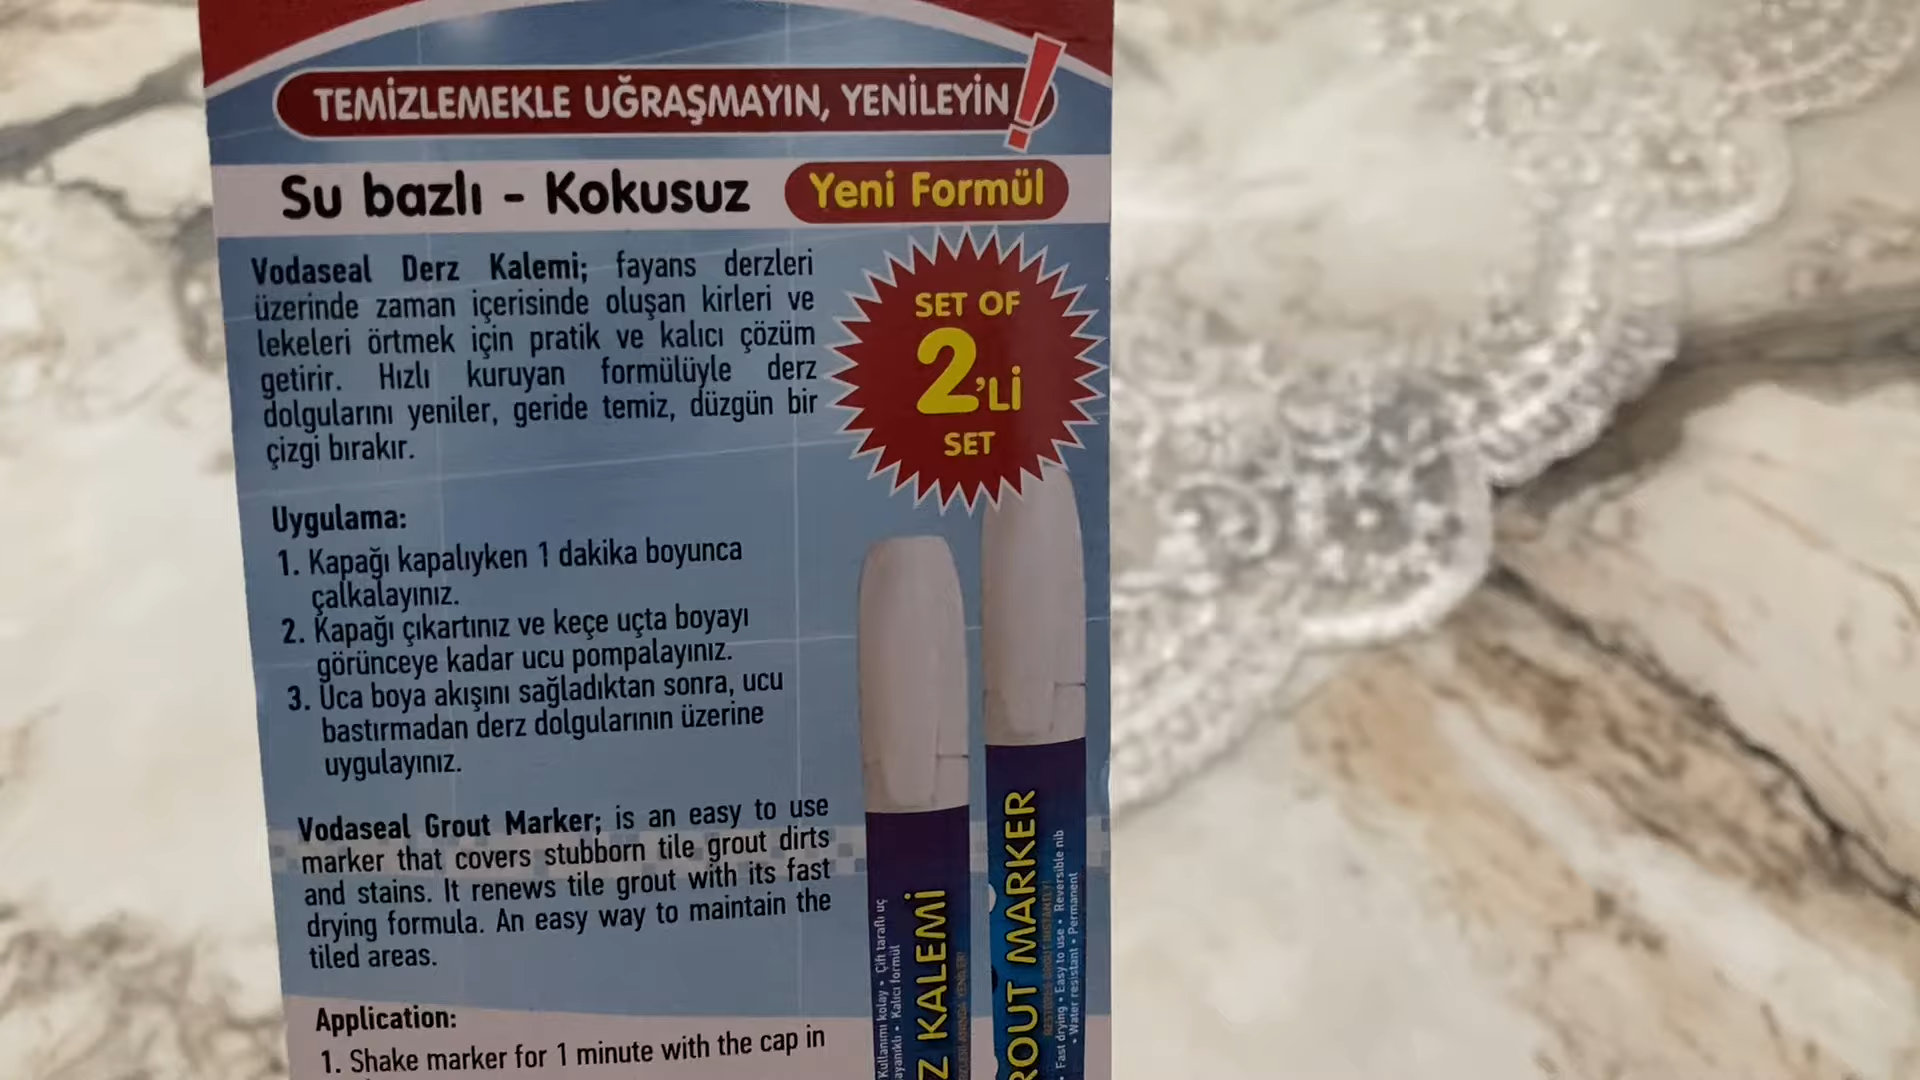 TEMİZLEMEKLE UĞRAŞMAYIN, YENİLEYİN!
Su bazlı - Kokusuz
Yeni Formül
Vodaseal Derz Kalemi; fayans derzleri
üzerinde zaman içerisinde oluşan kirleri ve
lekeleri örtmek için pratik ve kalıcı çözüm
getirir. Hızlı kuruyan formülüyle derz
dolgularını yeniler, geride temiz, düzgün bir
çizgi bırakır.
SET OF
2'Lİ
SET
Uygulama:
1. Kapağı kapalıyken 1 dakika boyunca
çalkalayınız.
2. Kapağı çıkartınız ve keçe uçta boyayı
görünceye kadar ucu pompalayınız.
3. Uca boya akışını sağladıktan sonra, ucu
bastırmadan derz dolgularının üzerine
uygulayınız.
Vodaseal Grout Marker; is an easy to use
marker that covers stubborn tile grout dirts
and stains. It renews tile grout with its fast
drying formula. An easy way to maintain the
tiled areas.
Application:
1. Shake marker for 1 minute with the cap in
Z KALEMİ
Kullanımı kolay • Çift taraflı uç
ayanıklı • Kalıcı formül
ROUT MARKER
• Fast drying • Easy to use • Reversible nib
• Water resistant • Permanent